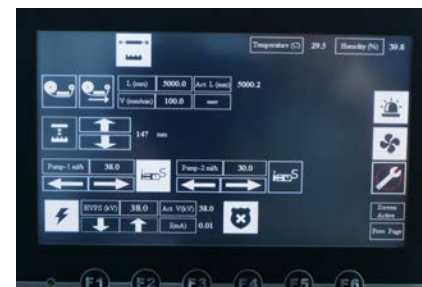 Temperature (C) 29.5 Humidity (%) 39.8
L (mm) 5000.0 Act. L (mm) 5000.2
V (mm/min) 100.0
147 mm
Pump-1 ml/h 38.0 Pump-2 ml/h 30.0
HVPS (kV) 38.0 Act. V(kV) 38.0
I(mA) 0.01
Screen
Active
Prev. Page
F1 F2 F3 F4 F5 F6